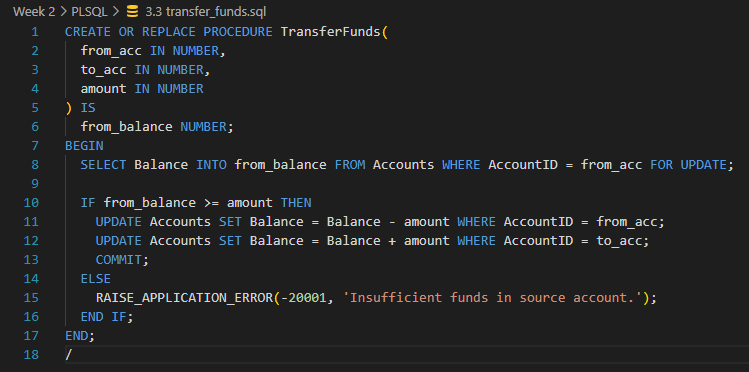 Week 2 > PLSQL > 3.3 transfer_funds.sql
1 CREATE OR REPLACE PROCEDURE TransferFunds(
2   from_acc IN NUMBER,
3   to_acc IN NUMBER,
4   amount IN NUMBER
5 ) IS
6   from_balance NUMBER;
7 BEGIN
8   SELECT Balance INTO from_balance FROM Accounts WHERE AccountID = from_acc FOR UPDATE;
9
10   IF from_balance >= amount THEN
11     UPDATE Accounts SET Balance = Balance - amount WHERE AccountID = from_acc;
12     UPDATE Accounts SET Balance = Balance + amount WHERE AccountID = to_acc;
13     COMMIT;
14   ELSE
15     RAISE_APPLICATION_ERROR(-20001, 'Insufficient funds in source account.');
16   END IF;
17 END;
18 /